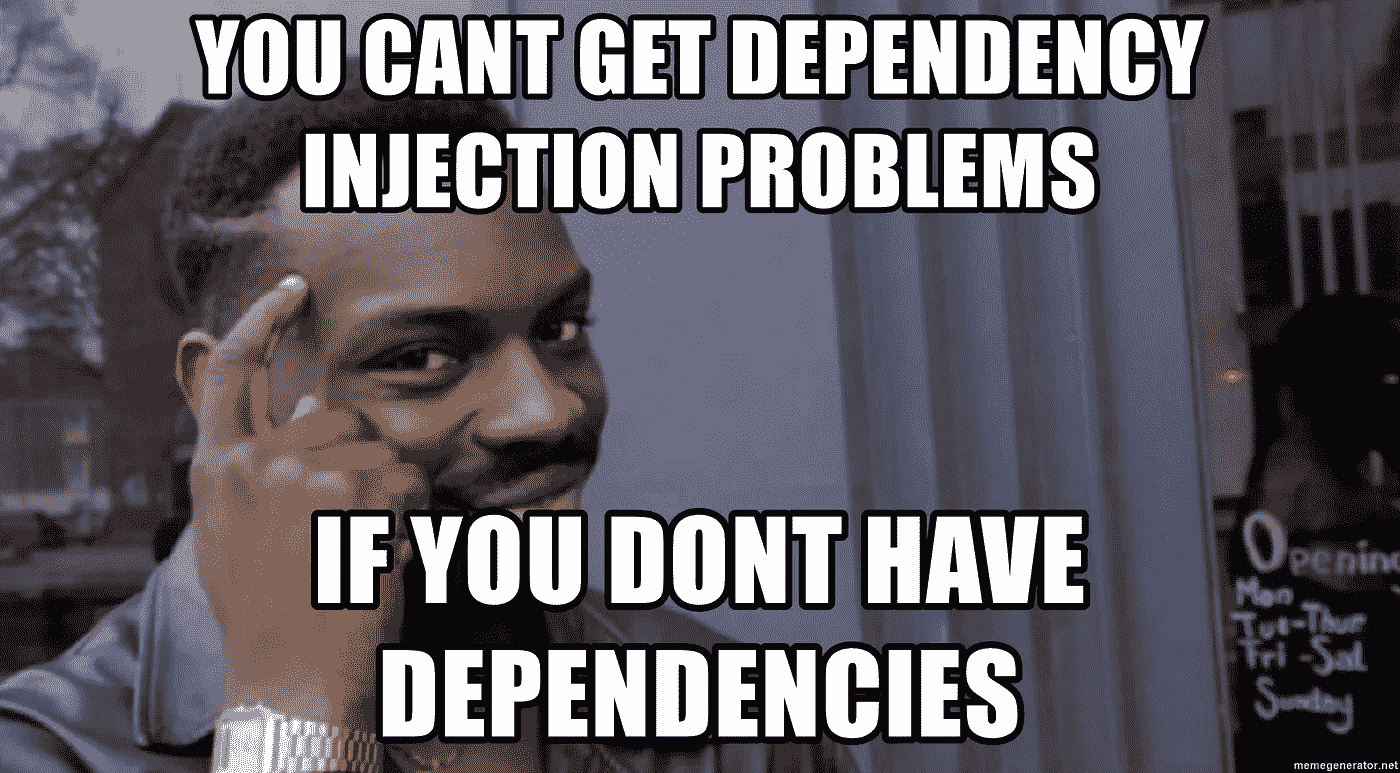 YOU CANT GET DEPENDENCY
INJECTION PROBLEMS
IF YOU DONT HAVE
DEPENDENCIES
Opening
Mon
Tue-Thur
Fri -Sat
Sunday
memegenerator.net